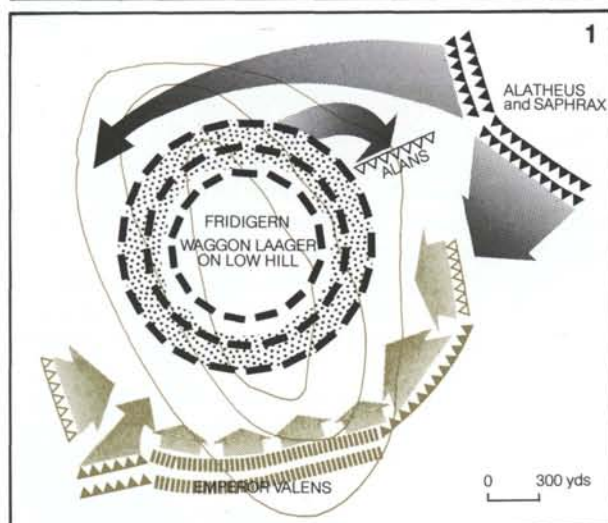 1
ALATHEUS
and SAPHRAX
ALANS
FRIDIGERN
WAGGON LAAGER
ON LOW HILL
EMPEROR VALENS
0 300 yds